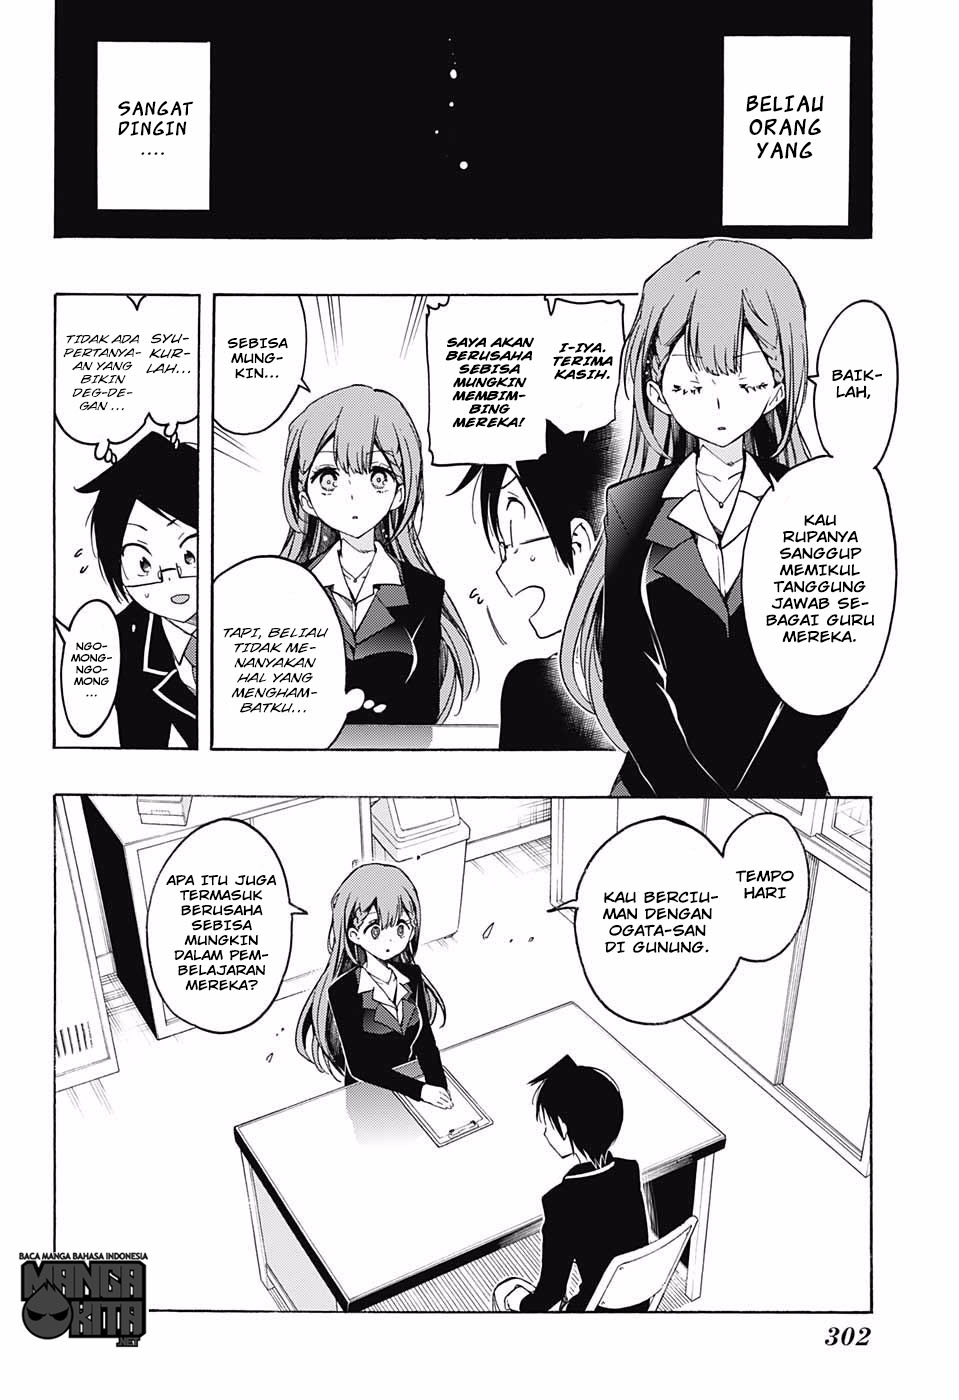 BELIAU
ORANG
YANG
SANGAT
DINGIN
....
BAIK-
LAH,
KAU
RUPANYA
SANGGUP
MEMIKUL
TANGGUNG
JAWAB SE-
BAGAI GURU
MEREKA.
I-IYA.
TERIMA
KASIH.
SAYA AKAN
BERUSAHA
SEBISA
MUNGKIN
MEMBIM-
BING
MEREKA!
SEBISA
MUNG-
KIN...
TAPI, BELIAU
TIDAK ME-
NANYAKAN
HAL YANG
MENGHAM-
BATKU...
SYU-
KUR-
LAH...
TIDAK ADA
PERTANYA-
AN YANG
BIKIN
DEG-DE-
GAN ...
NGO-
MONG-
NGO-
MONG
...
TEMPO
HARI
KAU BERCIU-
MAN DENGAN
OGATA-SAN
DI GUNUNG.
APA ITU JUGA
TERMASUK
BERUSAHA
SEBISA
MUNGKIN
DALAM PEM-
BELAJARAN
MEREKA?
BACA MANGA BAHASA INDONESIA
MANGA
KITA
.NET
302